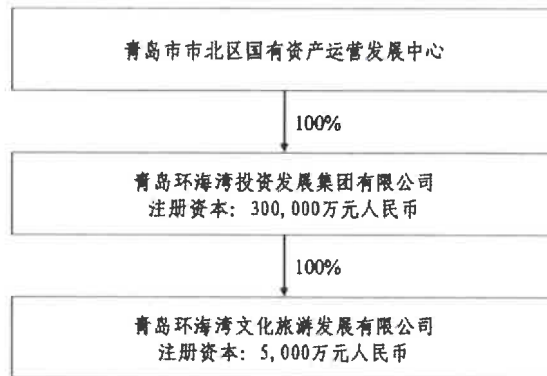 青岛市市北区国有资产运营发展中心
100%
青岛环海湾投资发展集团有限公司
注册资本: 300,000万元人民币
100%
青岛环海湾文化旅游发展有限公司
注册资本: 5,000万元人民币